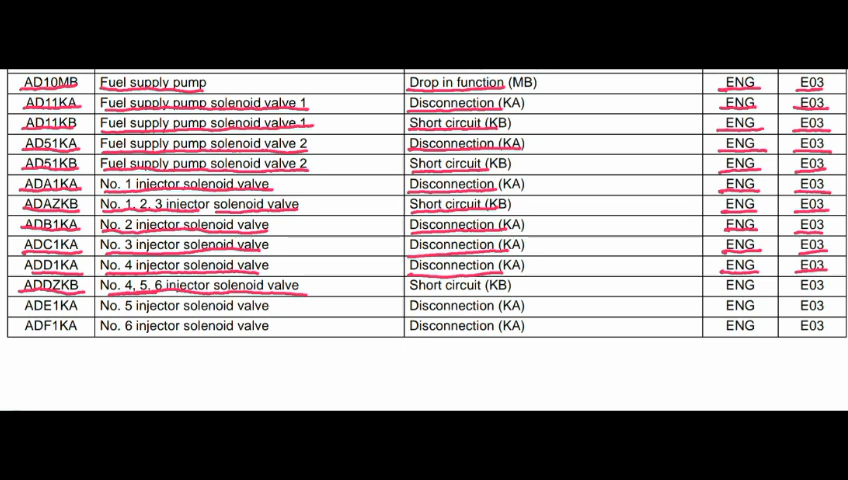 AD10MB Fuel supply pump Drop in function (MB) ENG E03
AD11KA Fuel supply pump solenoid valve 1 Disconnection (KA) ENG E03
AD11KB Fuel supply pump solenoid valve 1 Short circuit (KB) ENG E03
AD51KA Fuel supply pump solenoid valve 2 Disconnection (KA) ENG E03
AD51KB Fuel supply pump solenoid valve 2 Short circuit (KB) ENG E03
ADA1KA No. 1 injector solenoid valve Disconnection (KA) ENG E03
ADAZKB No. 1, 2, 3 injector solenoid valve Short circuit (KB) ENG E03
ADB1KA No. 2 injector solenoid valve Disconnection (KA) ENG E03
ADC1KA No. 3 injector solenoid valve Disconnection (KA) ENG E03
ADD1KA No. 4 injector solenoid valve Disconnection (KA) ENG E03
ADDZKB No. 4, 5, 6 injector solenoid valve Short circuit (KB) ENG E03
ADE1KA No. 5 injector solenoid valve Disconnection (KA) ENG E03
ADF1KA No. 6 injector solenoid valve Disconnection (KA) ENG E03